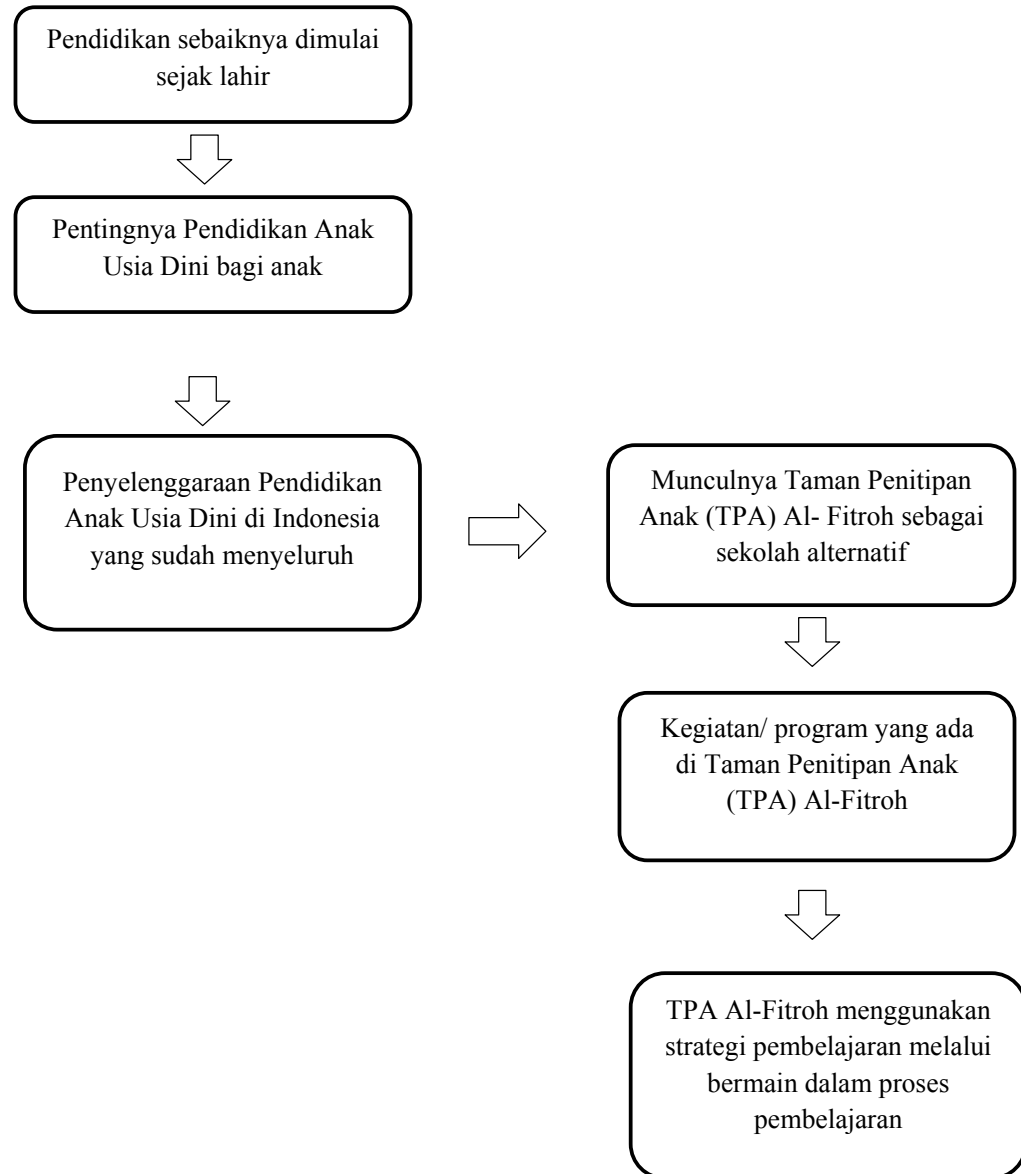 Pendidikan sebaiknya dimulai
sejak lahir
Pentingnya Pendidikan Anak
Usia Dini bagi anak
Penyelenggaraan Pendidikan
Anak Usia Dini di Indonesia
yang sudah menyeluruh
Munculnya Taman Penitipan
Anak (TPA) Al- Fitroh sebagai
sekolah alternatif
Kegiatan/ program yang ada
di Taman Penitipan Anak
(TPA) Al-Fitroh
TPA Al-Fitroh menggunakan
strategi pembelajaran melalui
bermain dalam proses
pembelajaran